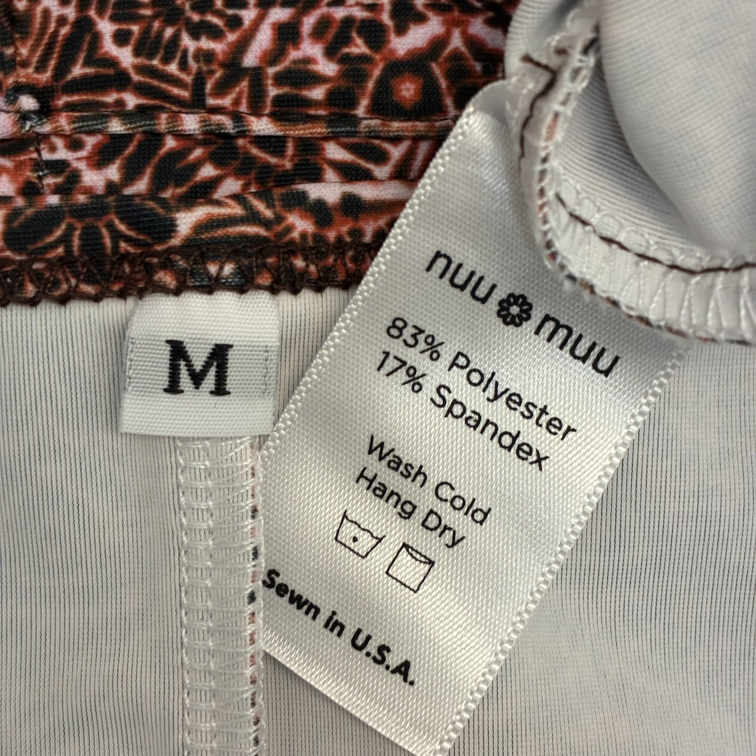 nuu muu
83% Polyester
17% Spandex
Wash Cold
Hang Dry
Sewn in U.S.A.
M